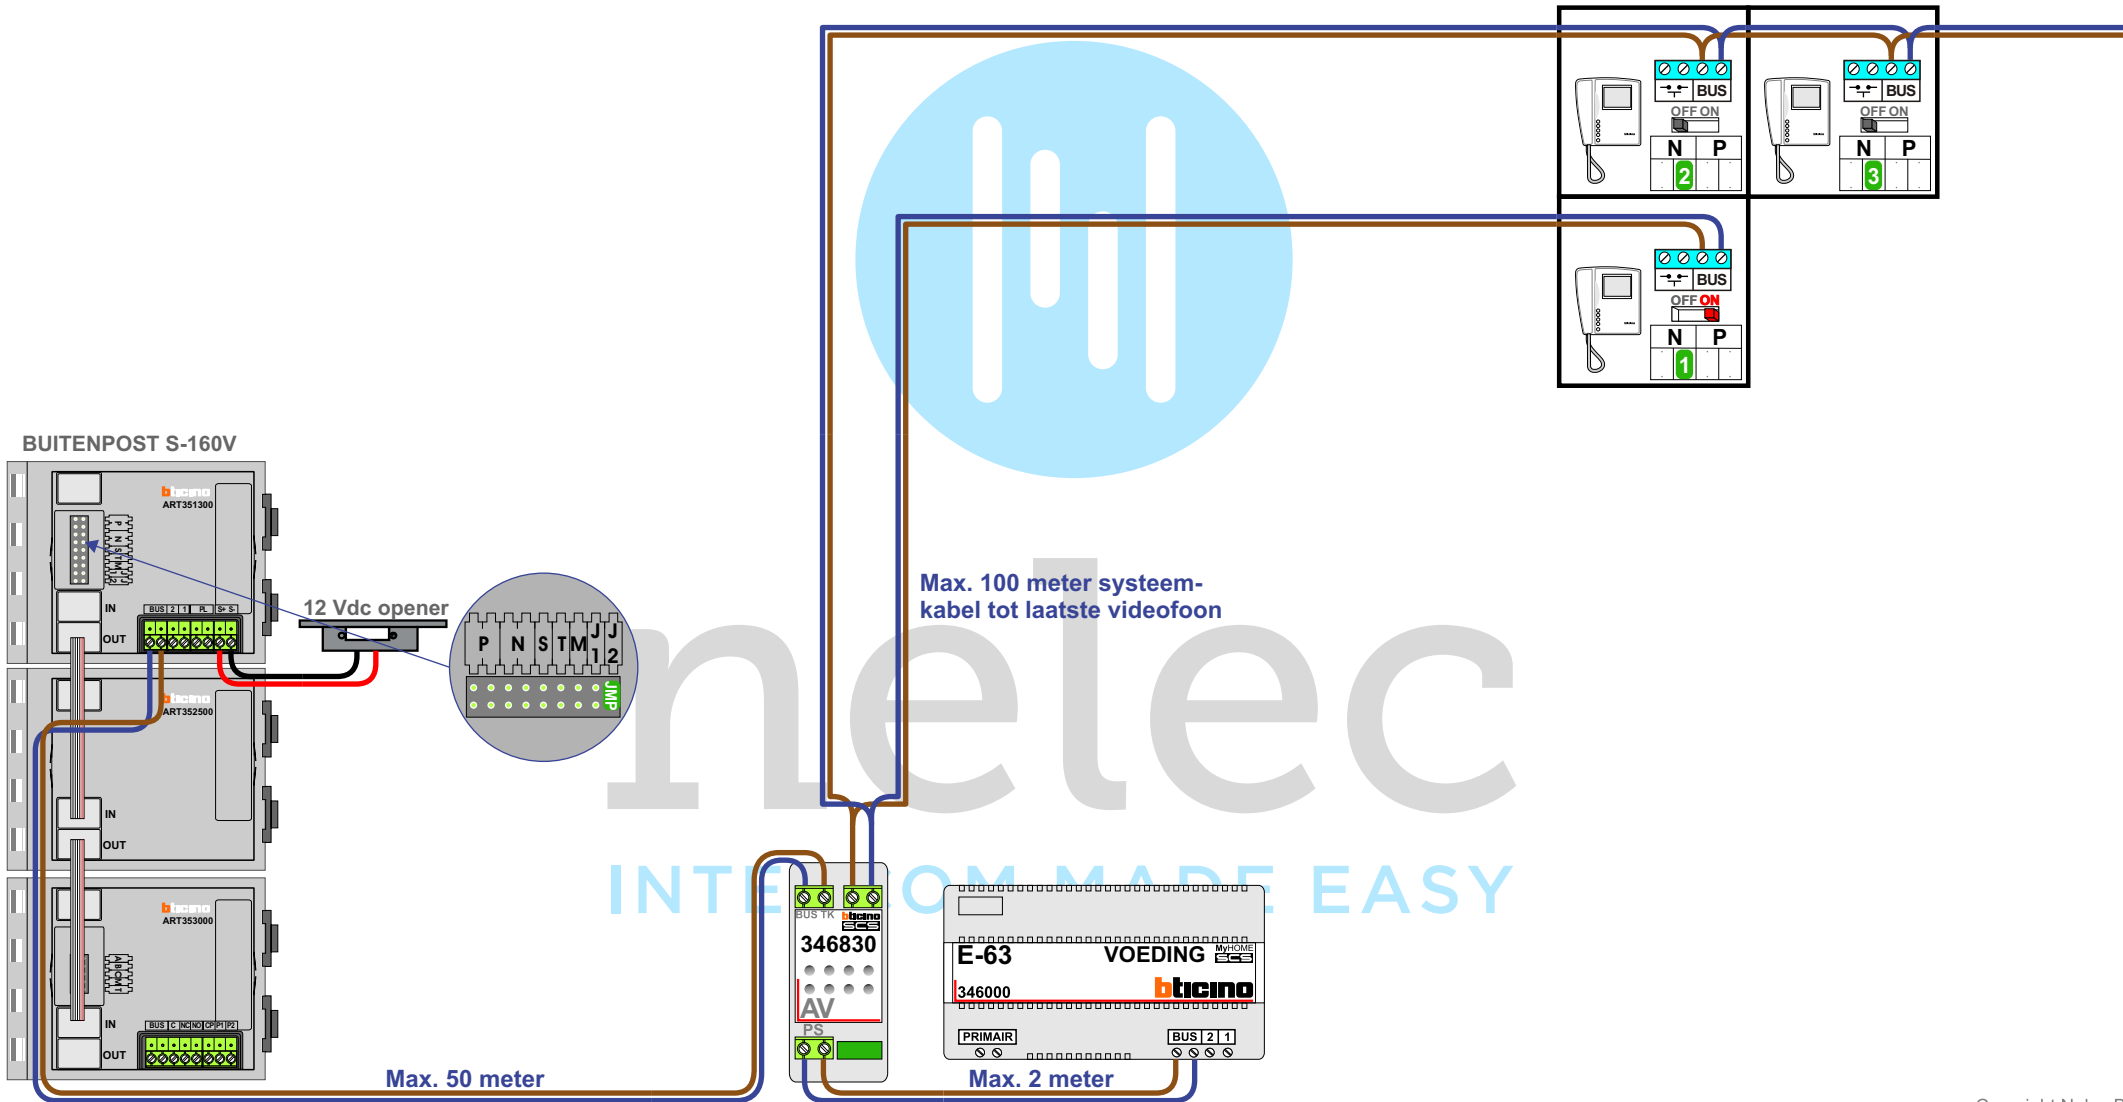 BUS
OFF ON
N P
2
BUS
OFF ON
N P
3
BUS
OFF ON
N P
1
BUITENPOST S-160V
bticino
ART351300
P N S T M J1 J2
IN
OUT
BUS 2 1 PL S+ S-
12 Vdc opener
P N S T M J1 J2
JMP
Max. 100 meter systeem-
kabel tot laatste videofoon
nelec
INTERCOM MADE EASY
bticino
ART352500
IN
OUT
bticino
ART353000
A B C M T
IN
OUT
BUS C NC NO CP P1 P2
BUS TK
bticino
SCS
346830
AV
PS
E-63
VOEDING
MyHOME
SCS
346000
bticino
PRIMAIR
BUS 2 1
Max. 50 meter
Max. 2 meter